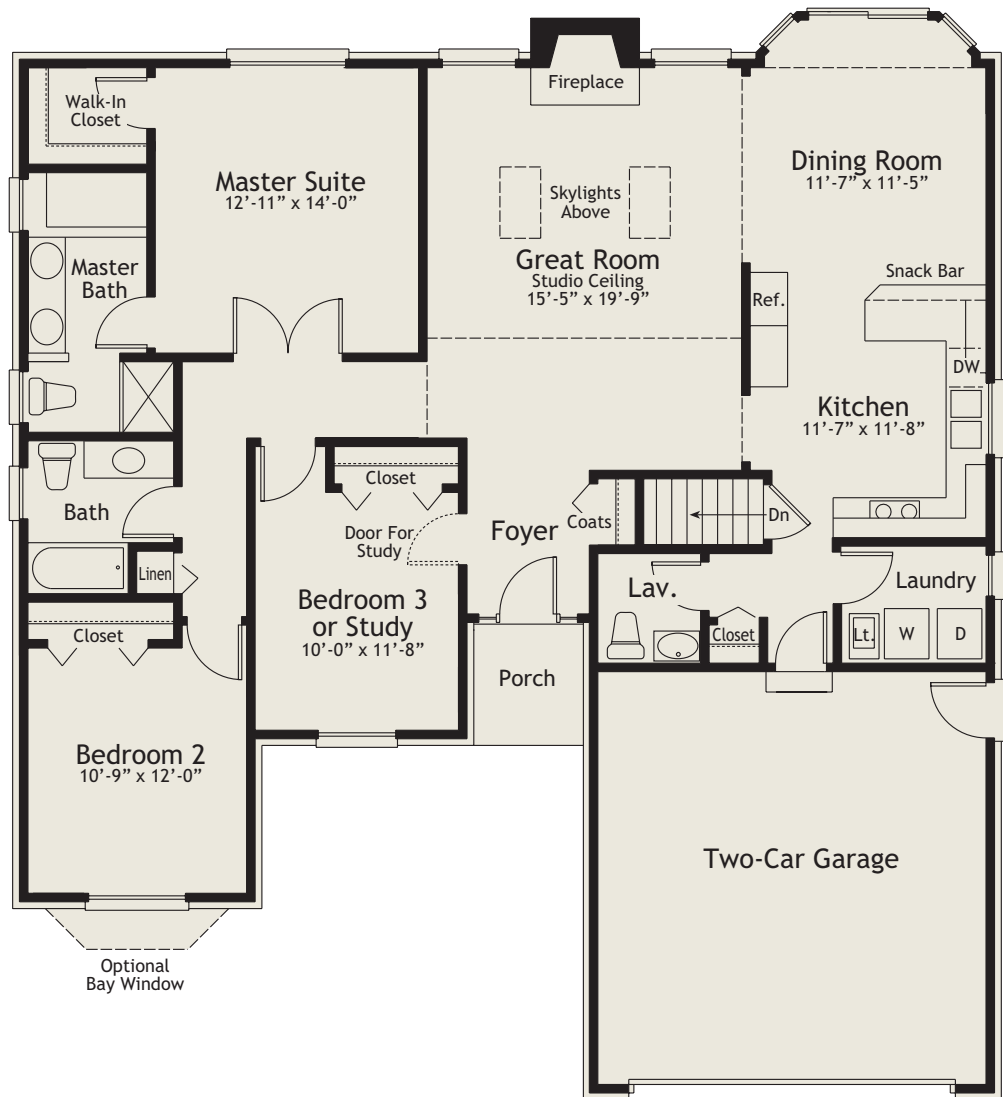 Fireplace
Walk-In
Closet
Master Suite
12’-11” x 14’-0”
Skylights
Above
Dining Room
11’-7” x 11’-5”
Master
Bath
Great Room
Studio Ceiling
15’-5” x 19’-9”
Snack Bar
Ref.
DW
Kitchen
11’-7” x 11’-8”
Closet
Bath
Door For
Study
Foyer
Coats
Dn
Linen
Bedroom 3
or Study
10’-0” x 11’-8”
Lav.
Laundry
Closet
Closet
Lt.
W
D
Porch
Bedroom 2
10’-9” x 12’-0”
Two-Car Garage
Optional
Bay Window